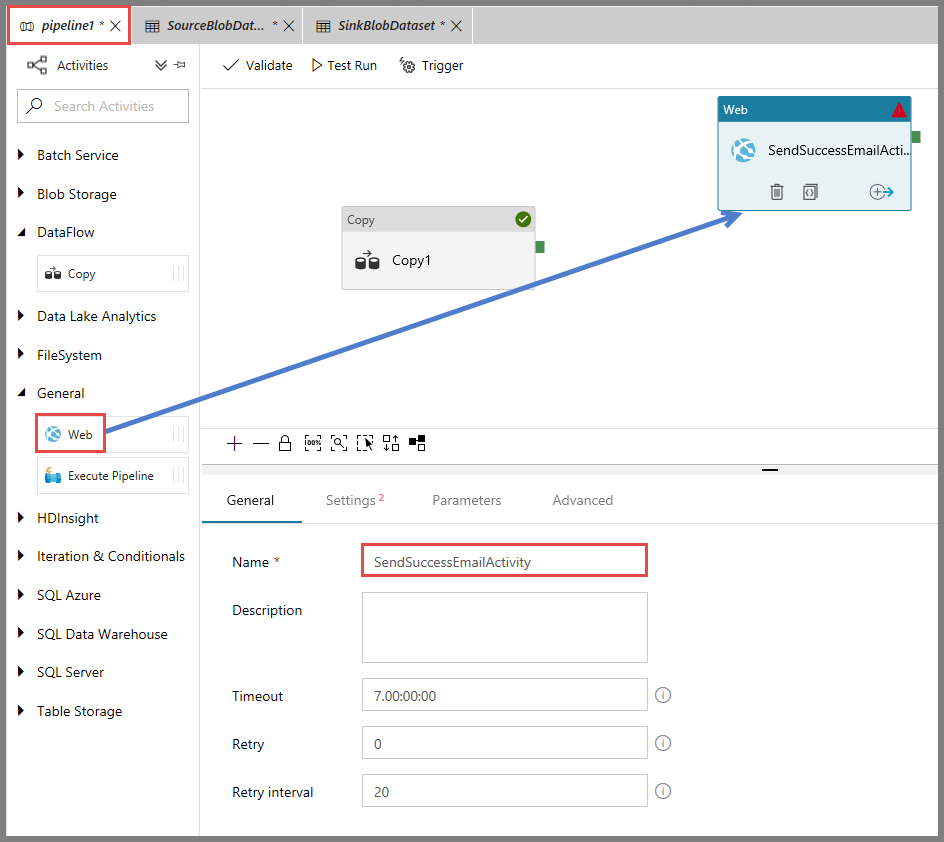 pipeline1 *
SourceBlobDat... *
SinkBlobDataset *
Activities
Search Activities
Batch Service
Blob Storage
DataFlow
Copy
Data Lake Analytics
FileSystem
General
Web
Execute Pipeline
HDInsight
Iteration & Conditionals
SQL Azure
SQL Data Warehouse
SQL Server
Table Storage
Validate
Test Run
Trigger
Web
SendSuccessEmailActi...
Copy
Copy1
100%
General
Settings 2
Parameters
Advanced
Name *
SendSuccessEmailActivity
Description
Timeout
7.00:00:00
Retry
0
Retry interval
20